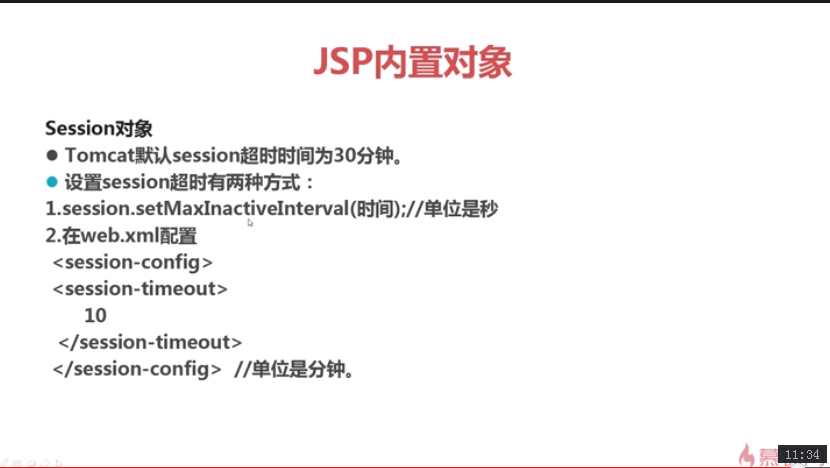 JSP内置对象
Session对象
● Tomcat默认session超时时间为30分钟。
● 设置session超时有两种方式：
1.session.setMaxInactiveInterval(时间);//单位是秒
2.在web.xml配置
<session-config>
<session-timeout>
10
</session-timeout>
</session-config> //单位是分钟。
11:34